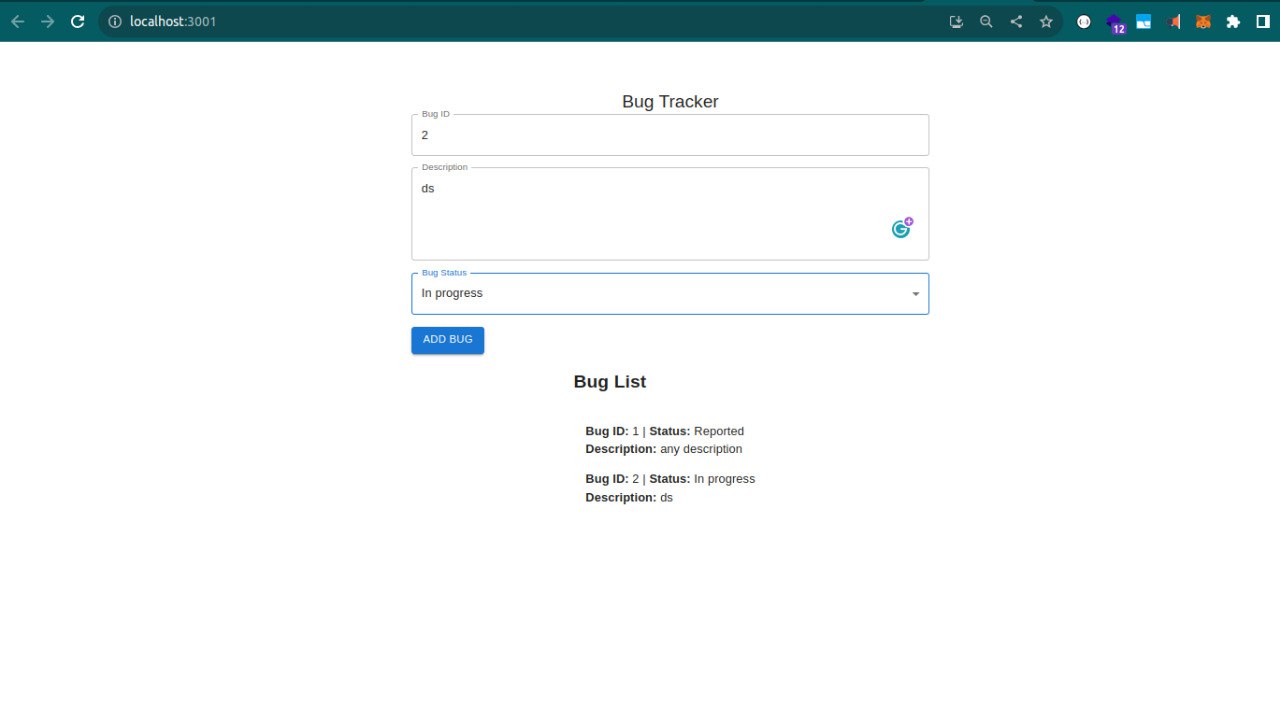 localhost:3001
12
Bug Tracker
Bug ID
2
Description
ds
Bug Status
In progress
ADD BUG
Bug List
Bug ID: 1 | Status: Reported
Description: any description
Bug ID: 2 | Status: In progress
Description: ds